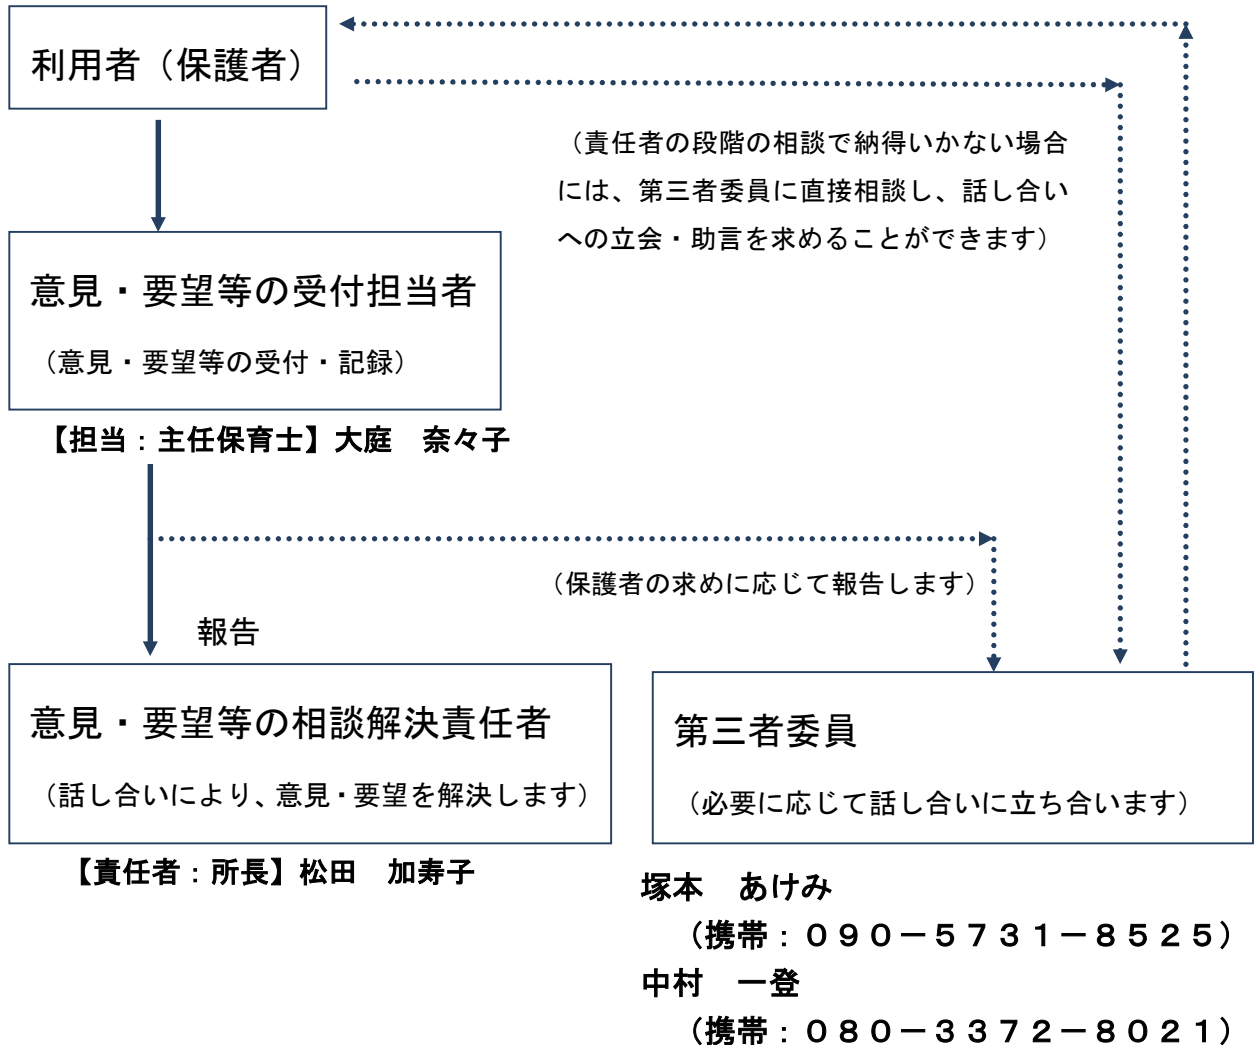 利用者（保護者）
（責任者の段階の相談で納得いかない場合
には、第三者委員に直接相談し、話し合い
への立会・助言を求めることができます）
意見・要望等の受付担当者
（意見・要望等の受付・記録）
【担当：主任保育士】大庭　奈々子
（保護者の求めに応じて報告します）
報告
意見・要望等の相談解決責任者
（話し合いにより、意見・要望を解決します）
【責任者：所長】松田　加寿子
第三者委員
（必要に応じて話し合いに立ち合います）
塚本　あけみ
（携帯：０９０－５７３１－８５２５）
中村　一登
（携帯：０８０－３３７２－８０２１）